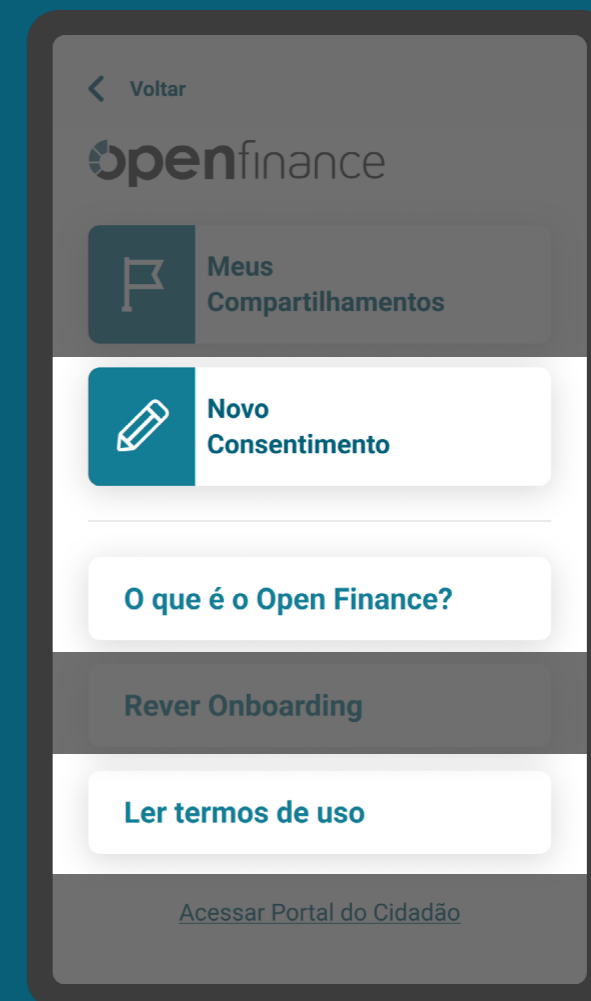 Voltar
openfinance
Meus
Compartilhamentos
Novo
Consentimento
O que é o Open Finance?
Rever Onboarding
Ler termos de uso
Acessar Portal do Cidadão